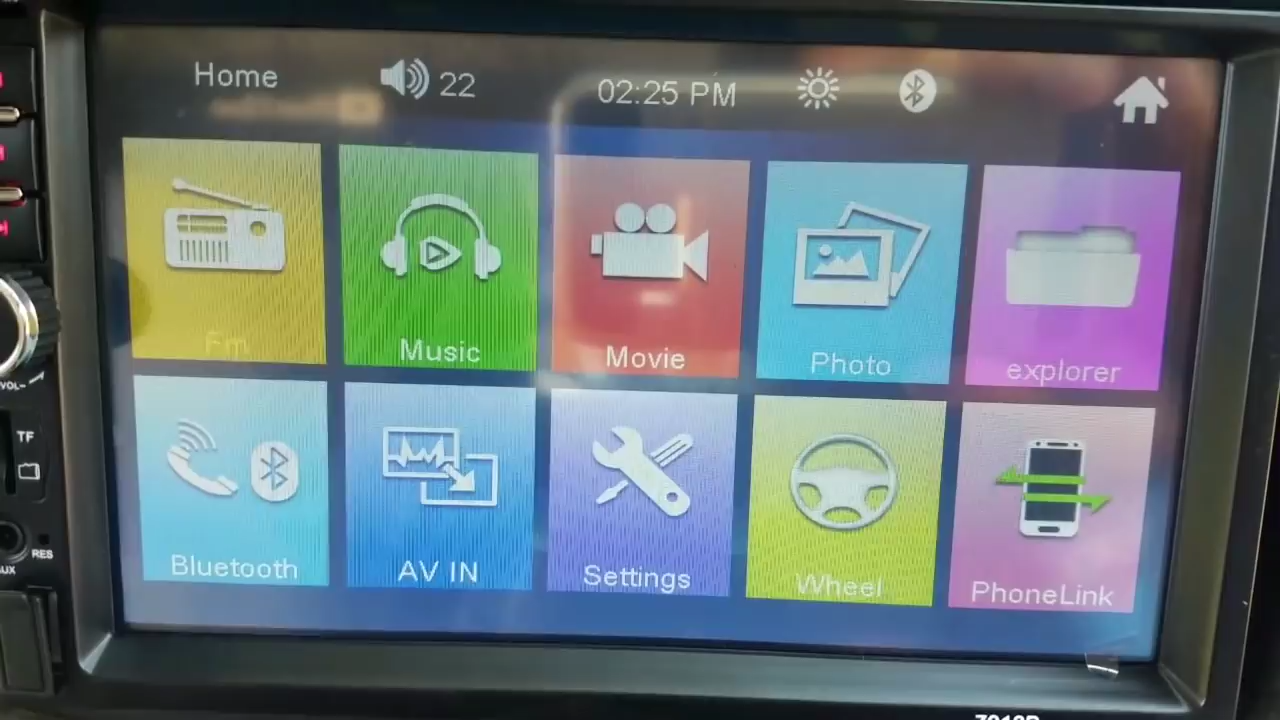 Home 22 02:25 PM
Fm Music Movie Photo explorer
Bluetooth AV IN Settings Wheel PhoneLink
VOL-
TF
RES